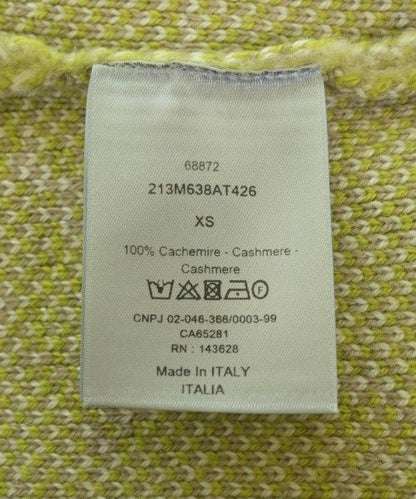 68872
213M638AT426
XS
100% Cachemire - Cashmere -
Cashmere
F
CNPJ 02-046-366/0003-99
CA65281
RN : 143628
Made In ITALY
ITALIA